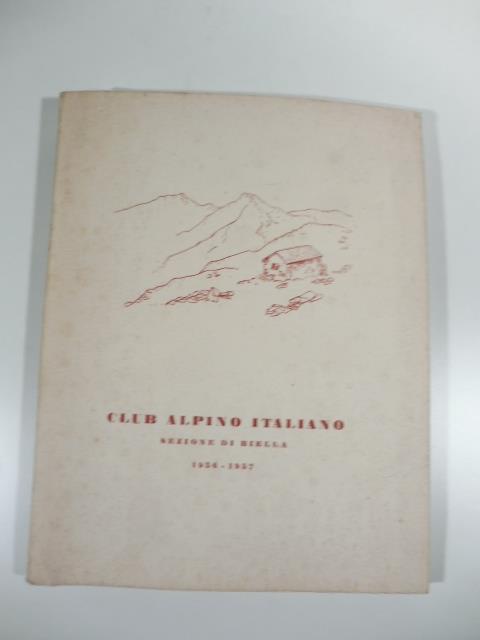 CLUB ALPINO ITALIANO
SEZIONE DI BIELLA
1956 - 1957